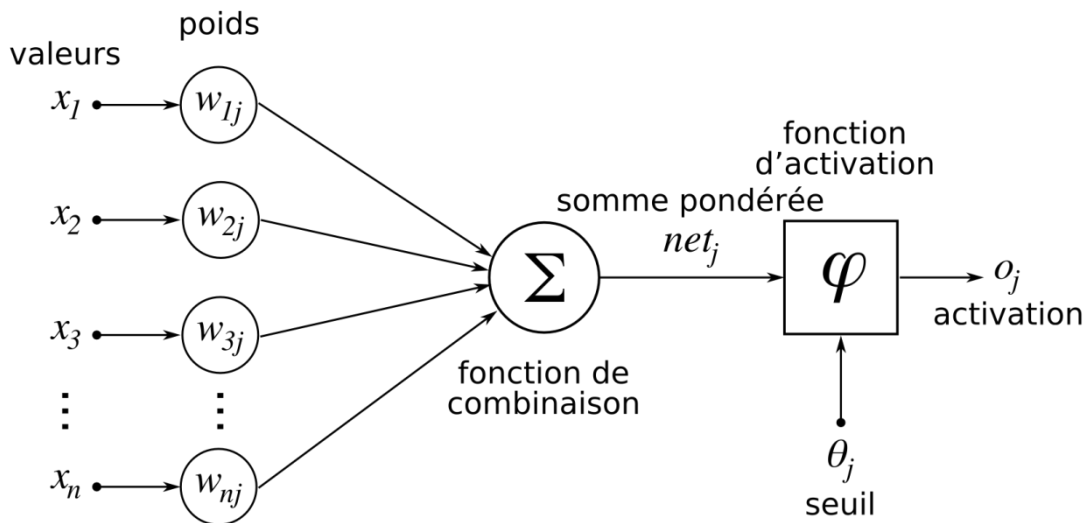 valeurs
poids
x₁
w₁ⱼ
x₂
w₂ⱼ
x₃
w₃ⱼ
⋮
⋮
xₙ
wₙⱼ
Σ
fonction de
combinaison
somme pondérée
netⱼ
fonction
d’activation
φ
oⱼ
activation
θⱼ
seuil